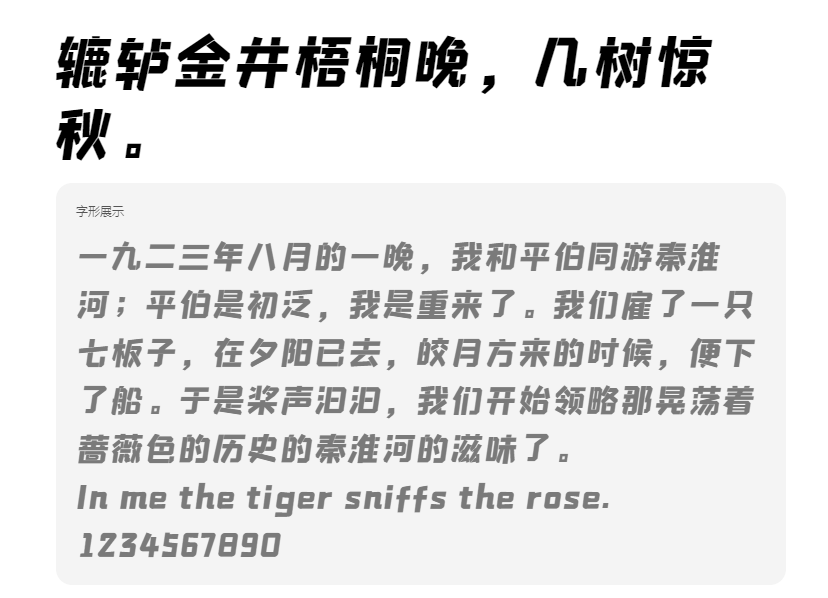 辘轳金井梧桐晚，几树惊
秋。
字形展示
一九二三年八月的一晚，我和平伯同游秦淮
河；平伯是初泛，我是重来了。我们雇了一只
七板子，在夕阳已去，皎月方来的时候，便下
了船。于是桨声汩汩，我们开始领略那晃荡着
蔷薇色的历史的秦淮河的滋味了。
In me the tiger sniffs the rose.
1234567890